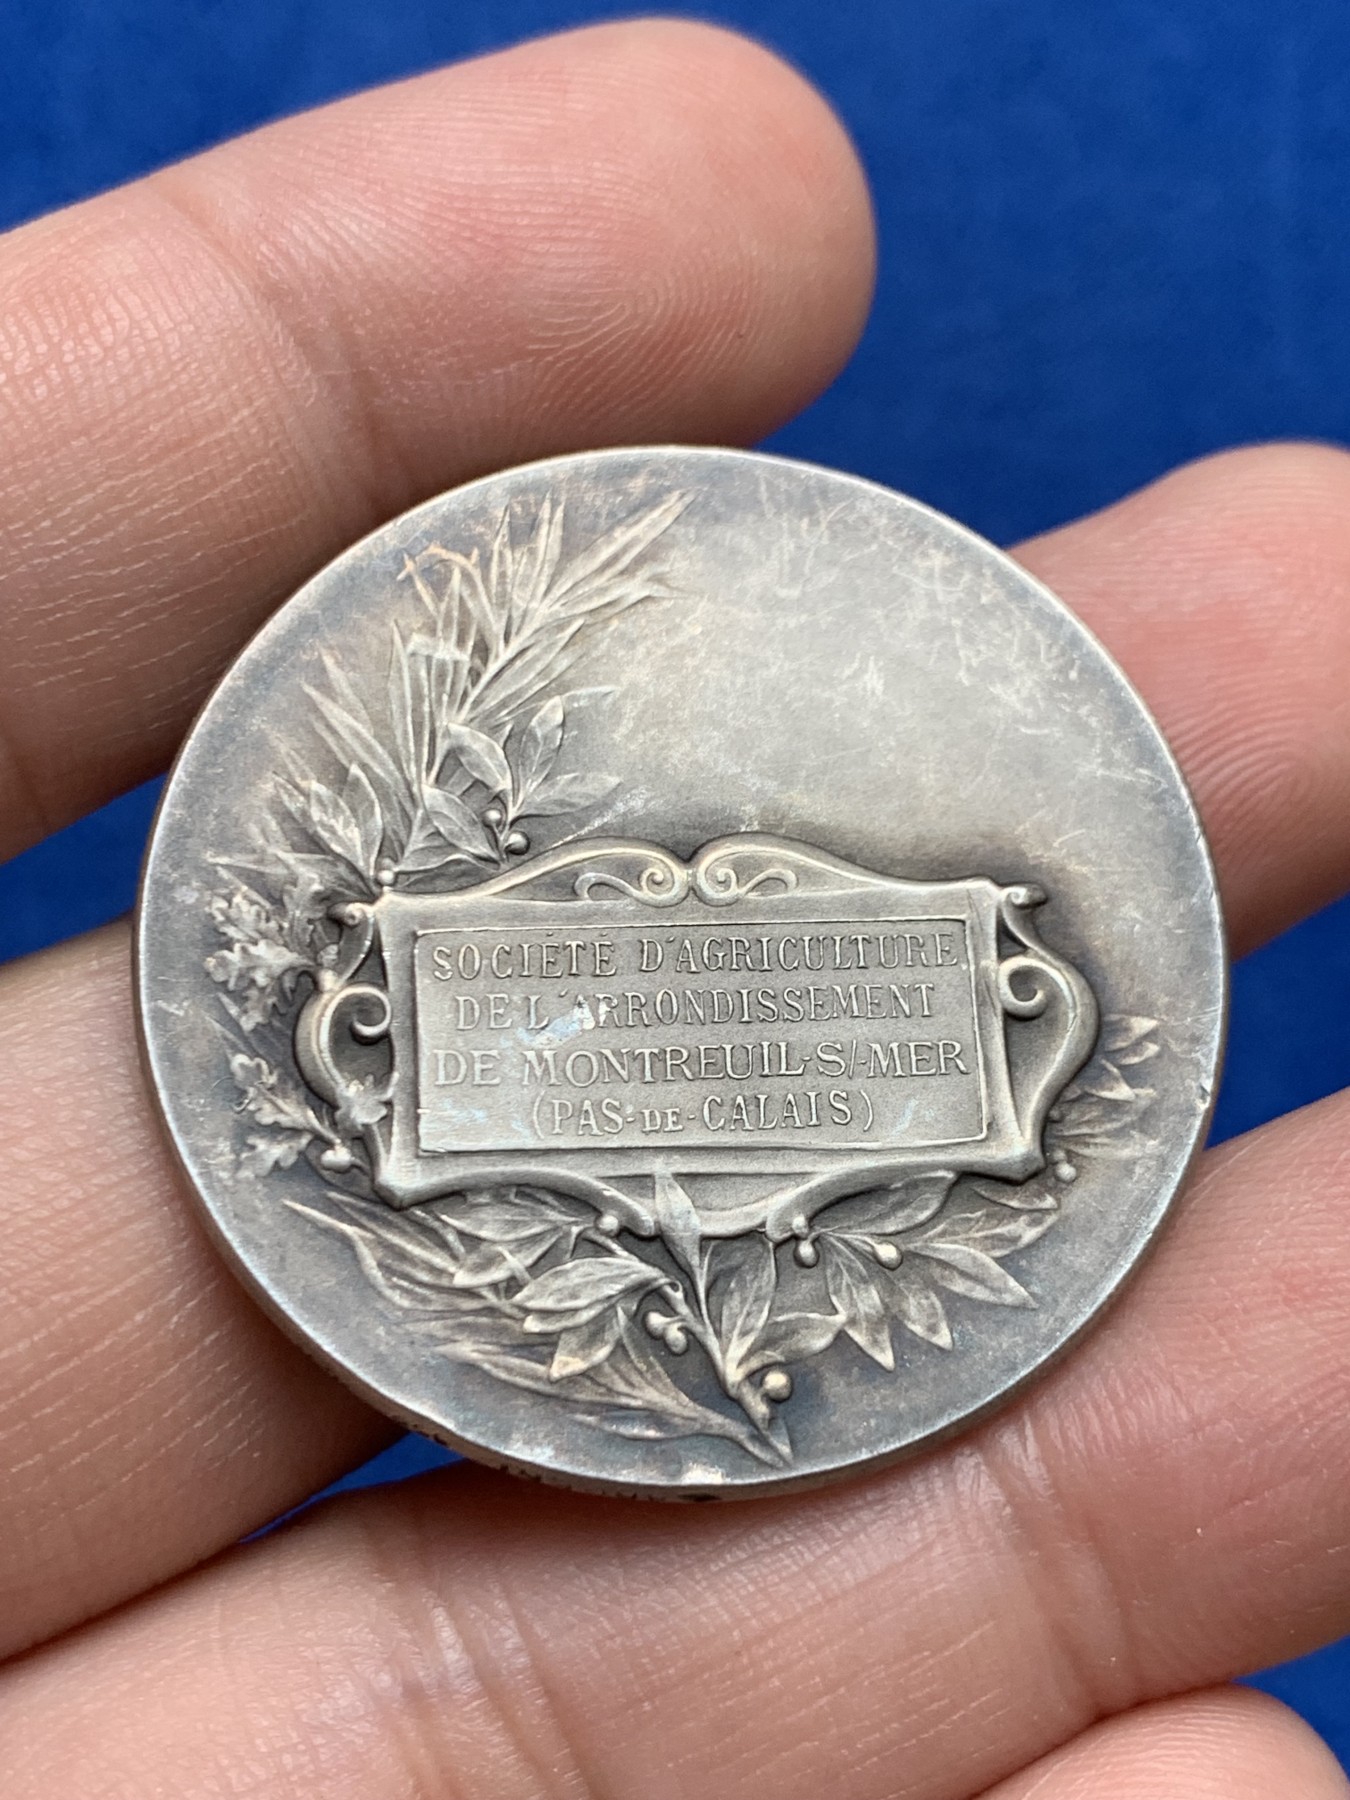 SOCIÉTÉ D'AGRICULTURE
DE L'ARRONDISSEMENT
DE MONTREUIL-S/-MER
(PAS-DE-CALAIS)